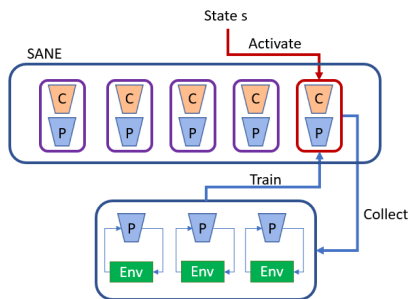 State s
Activate
SANE
C C C C C
P P P P P
Train
Collect
P P P
Env Env Env